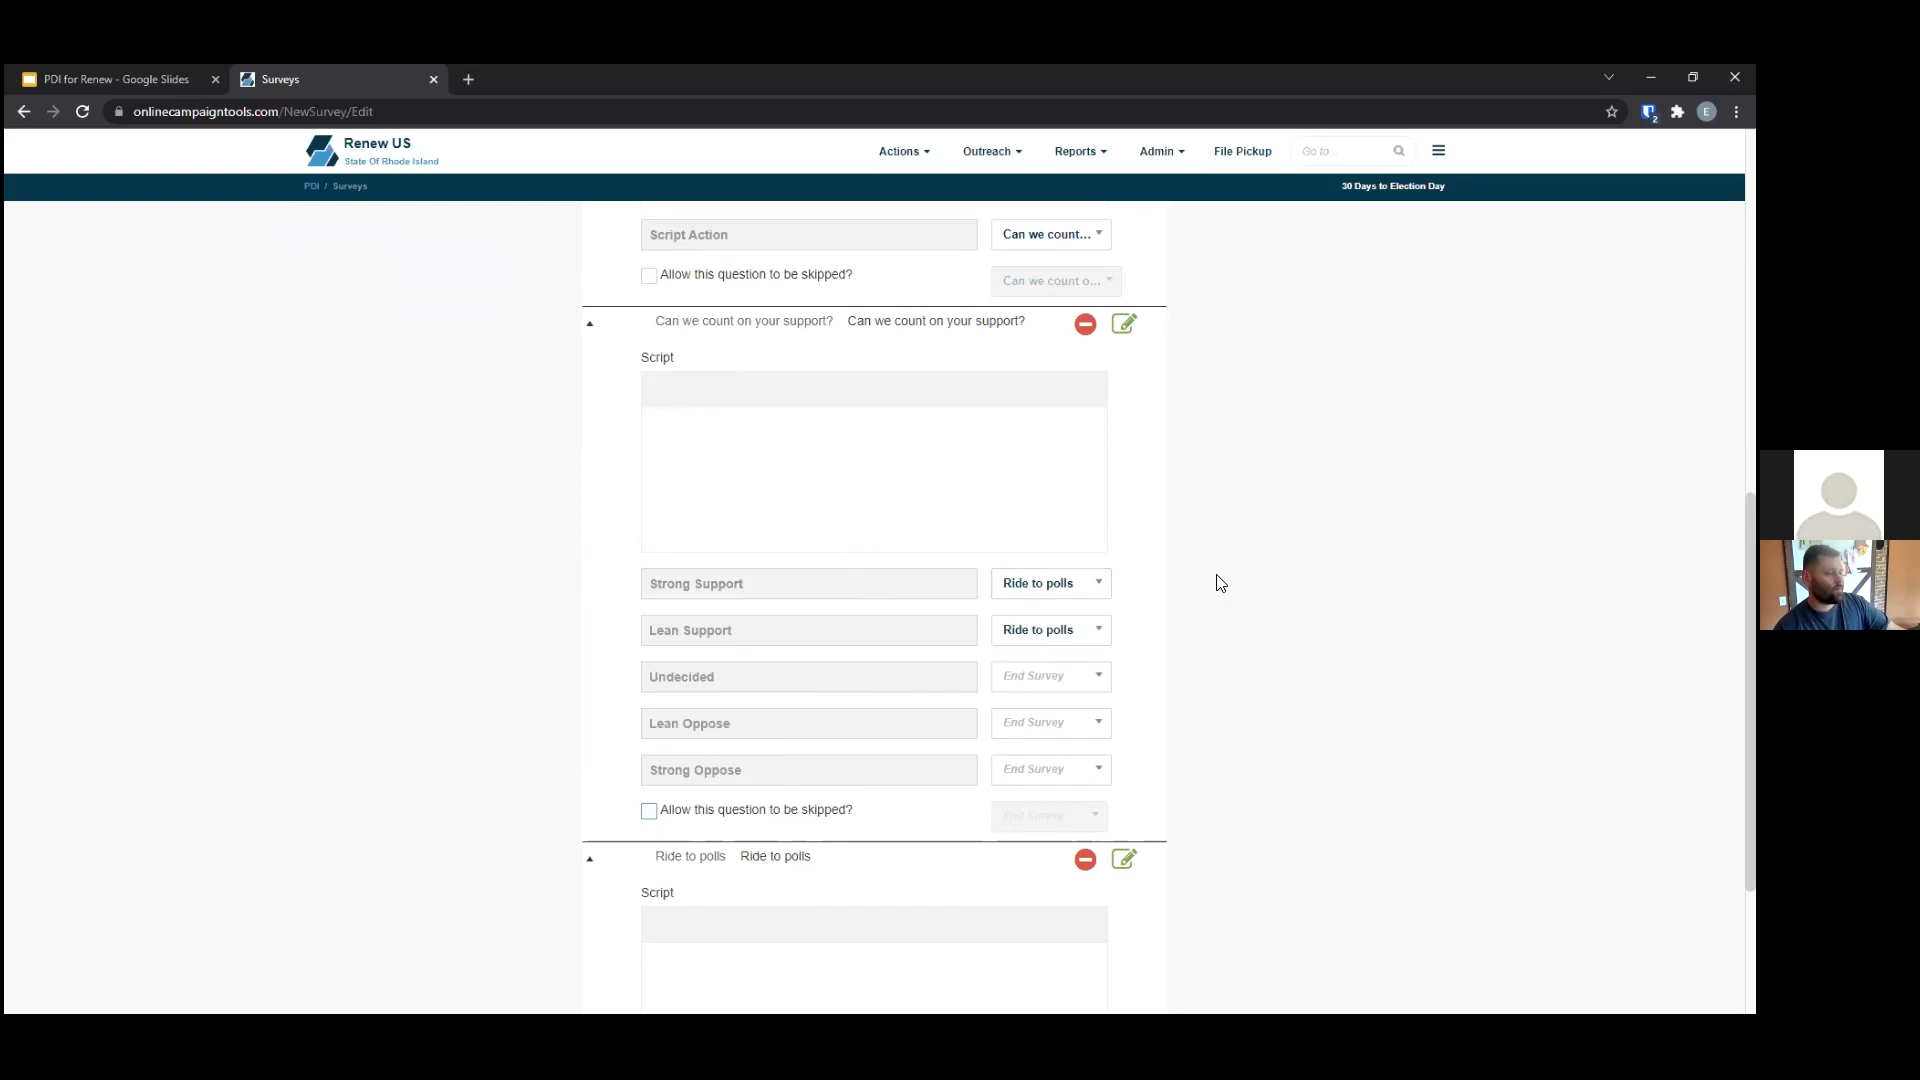 PDI for Renew - Google Slides
Surveys
onlinecampaigntools.com/NewSurvey/Edit
E
2
Renew US
State Of Rhode Island
Actions
Outreach
Reports
Admin
File Pickup
Go to...
PDI / Surveys
30 Days to Election Day
Script Action
Can we count...
Allow this question to be skipped?
Can we count o...
Can we count on your support? Can we count on your support?
Script
Strong Support
Ride to polls
Lean Support
Ride to polls
Undecided
End Survey
Lean Oppose
End Survey
Strong Oppose
End Survey
Allow this question to be skipped?
End Survey
Ride to polls Ride to polls
Script